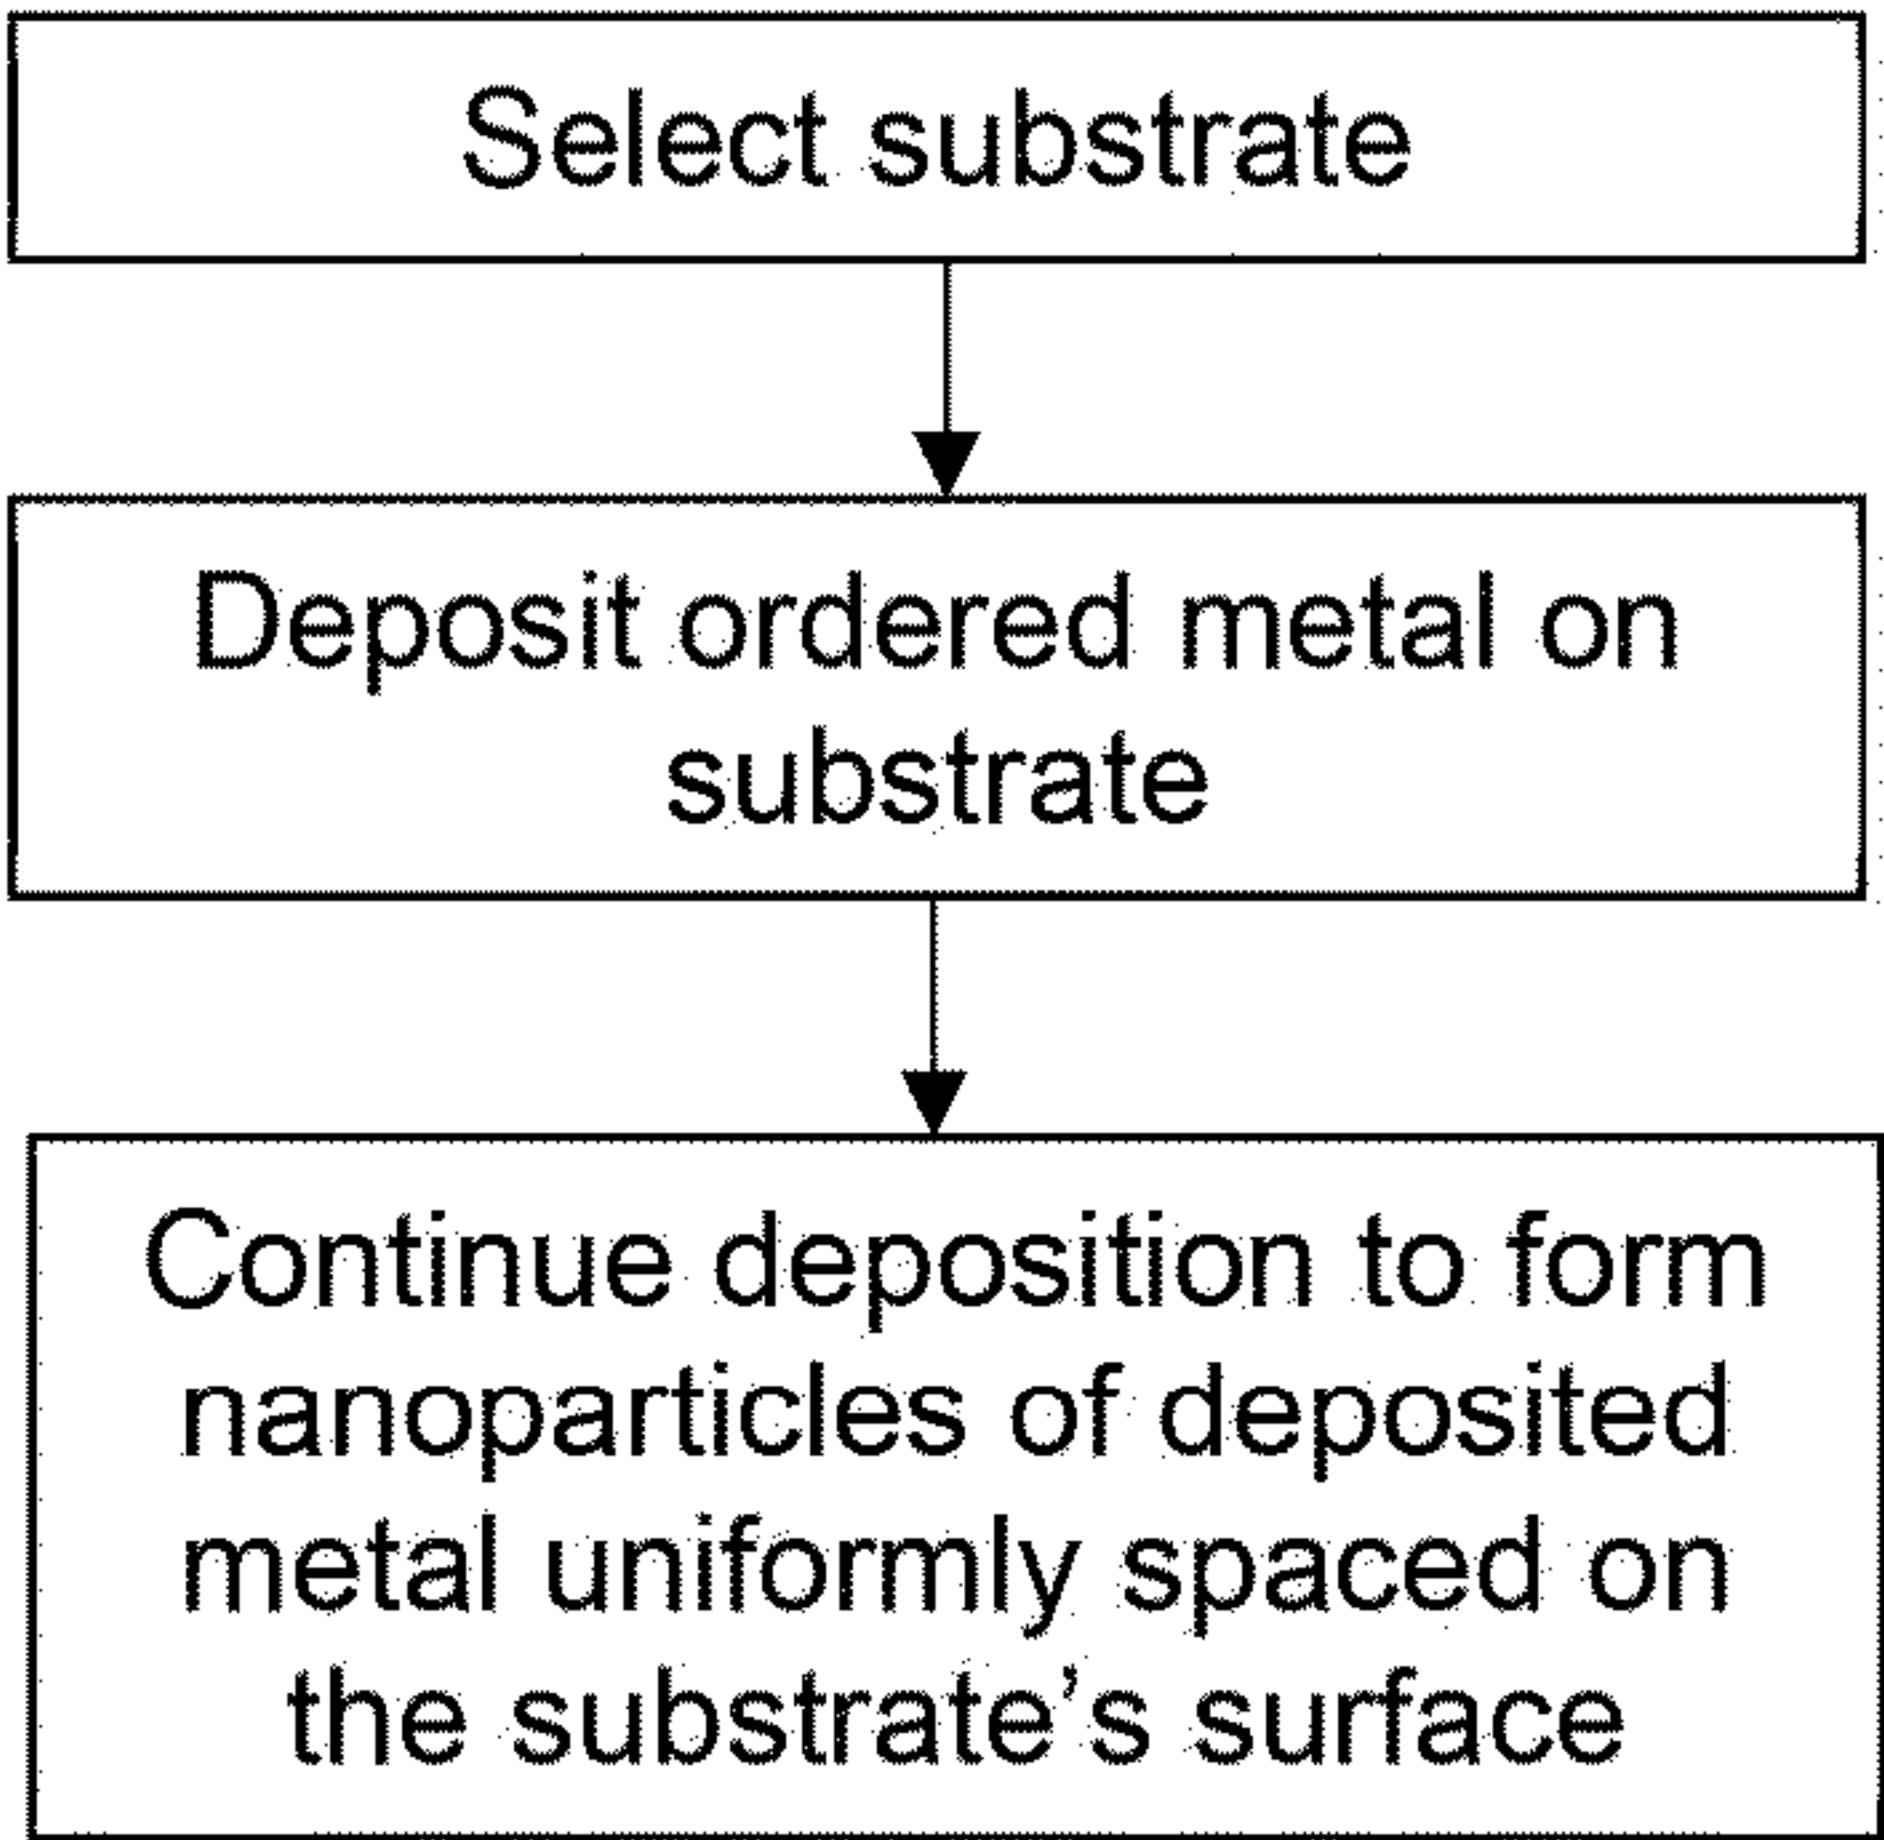 Select substrate
Deposit ordered metal on
substrate
Continue deposition to form
nanoparticles of deposited
metal uniformly spaced on
the substrate’s surface